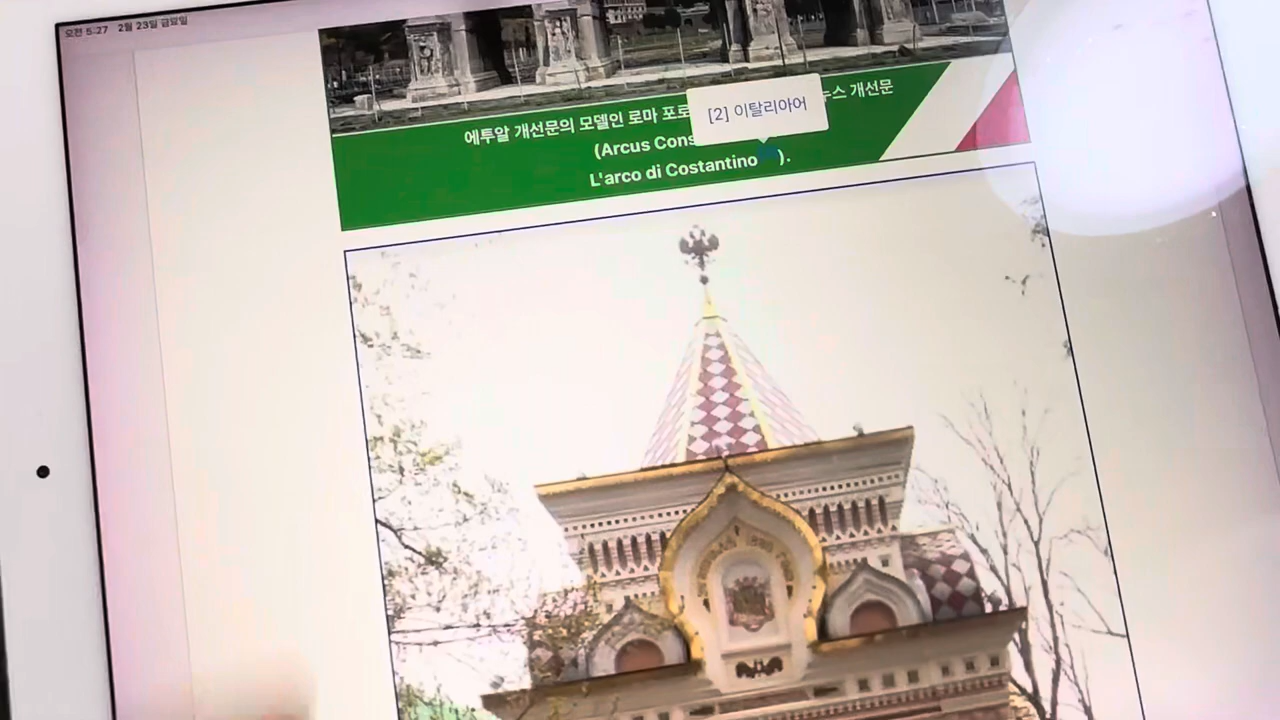 오전 5:27 2월 23일 금요일
에투알 개선문의 모델인 로마 포로
누스 개선문
[2] 이탈리아어
(Arcus Cons
L'arco di Costantino ).